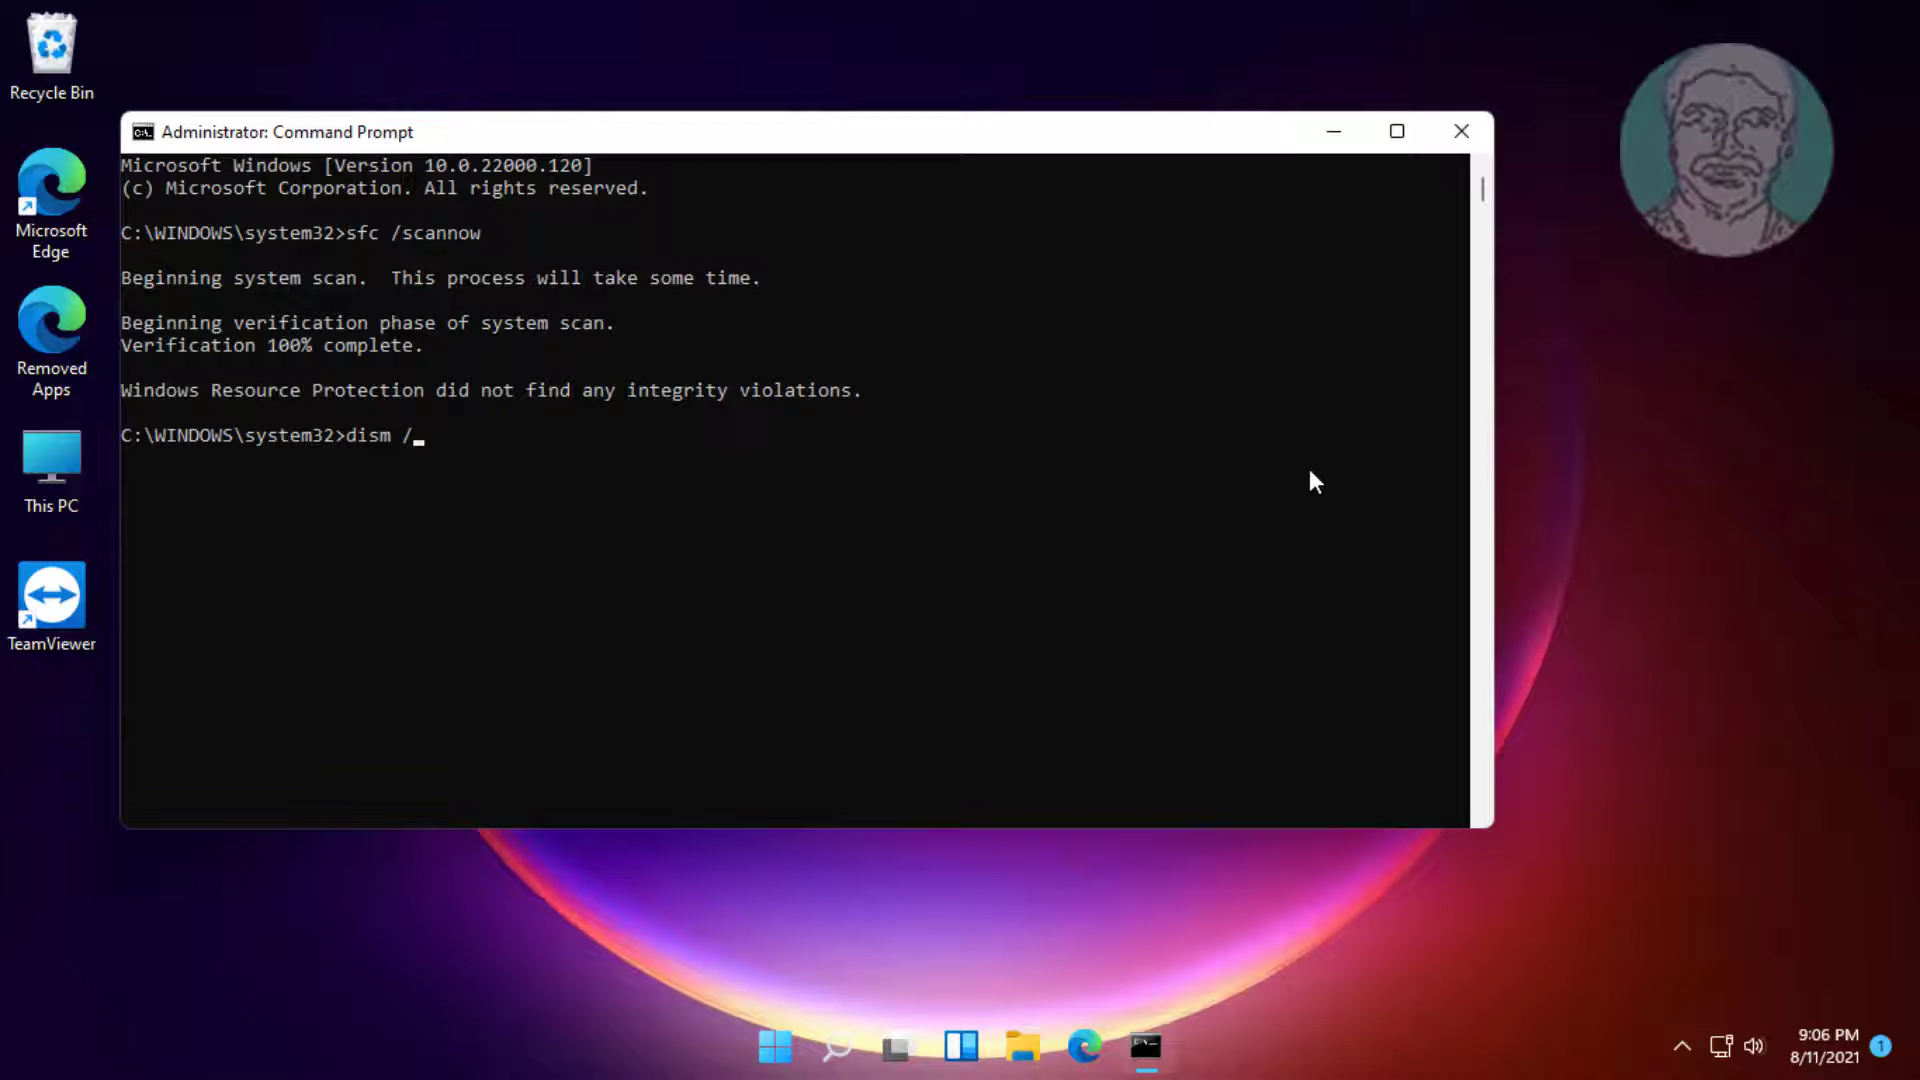 Recycle Bin
Microsoft
Edge
Removed
Apps
This PC
TeamViewer
Administrator: Command Prompt
Microsoft Windows [Version 10.0.22000.120]
(c) Microsoft Corporation. All rights reserved.
C:\WINDOWS\system32>sfc /scannow
Beginning system scan.  This process will take some time.
Beginning verification phase of system scan.
Verification 100% complete.
Windows Resource Protection did not find any integrity violations.
C:\WINDOWS\system32>dism /_
9:06 PM
8/11/2021
1